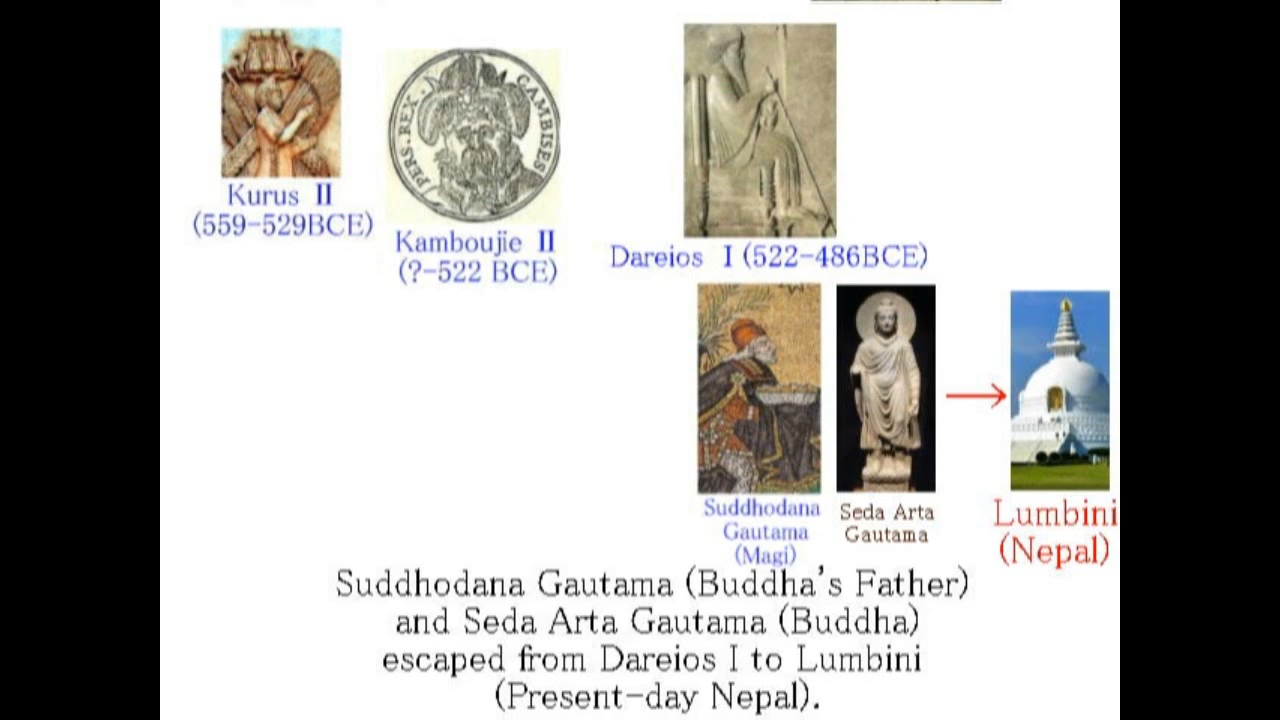 Kurus II
(559-529BCE)
PERS. REX. CAMBISES
Kamboujie II
(?-522 BCE)
Dareios I (522-486BCE)
Suddhodana
Gautama
(Magi)
Seda Arta
Gautama
Lumbini
(Nepal)
Suddhodana Gautama (Buddha's Father)
and Seda Arta Gautama (Buddha)
escaped from Dareios I to Lumbini
(Present-day Nepal).